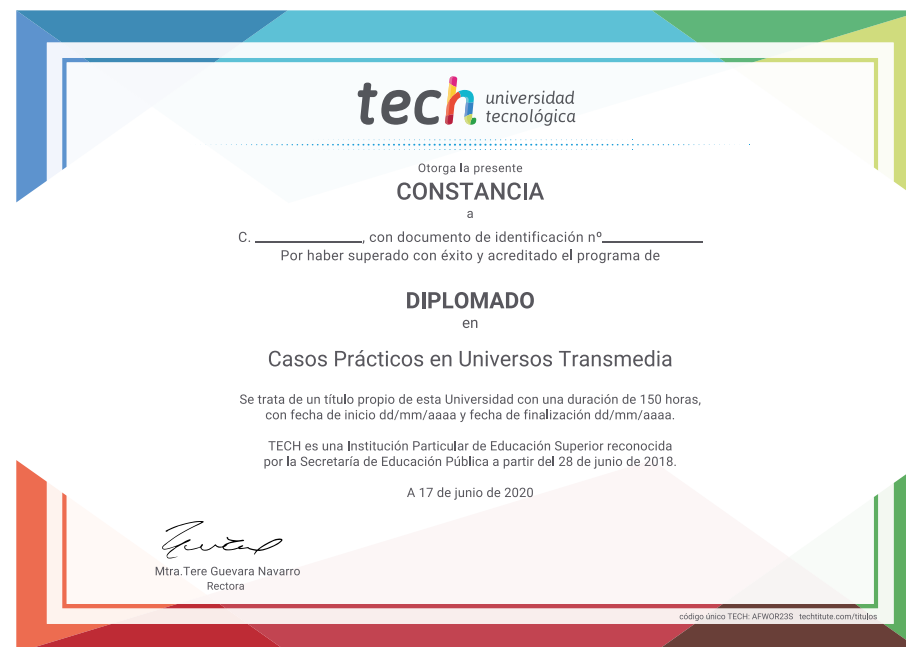 tech universidad
tecnológica
Otorga la presente
CONSTANCIA
a
C. ____________, con documento de identificación nº____________
Por haber superado con éxito y acreditado el programa de
DIPLOMADO
en
Casos Prácticos en Universos Transmedia
Se trata de un título propio de esta Universidad con una duración de 150 horas,
con fecha de inicio dd/mm/aaaa y fecha de finalización dd/mm/aaaa.
TECH es una Institución Particular de Educación Superior reconocida
por la Secretaría de Educación Pública a partir del 28 de junio de 2018.
A 17 de junio de 2020
Mtra.Tere Guevara Navarro
Rectora
código único TECH: AFWOR23S techtitute.com/titulos